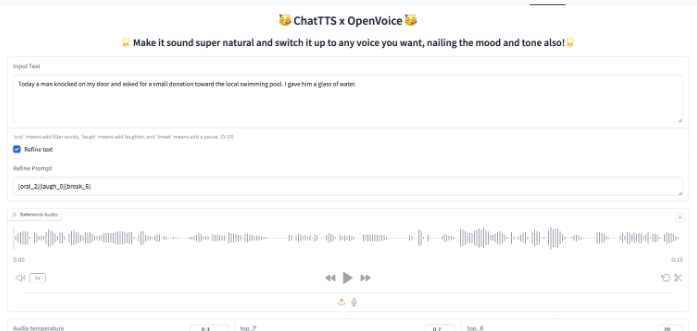 🥳 ChatTTS x OpenVoice 🥳
🌟 Make it sound super natural and switch it up to any voice you want, nailing the mood and tone also!🌟
Input Text
Today a man knocked on my door and asked for a small donation toward the local swimming pool. I gave him a glass of water.
'oral' means add filler words, 'laugh' means add laughter, and 'break' means add a pause. (0-10)
Refine text
Refine Prompt
[oral_2][laugh_0][break_6]
Reference Audio
0:00 0:15
1x
Audio temperature 0.3 top_P 0.7 top_K 20